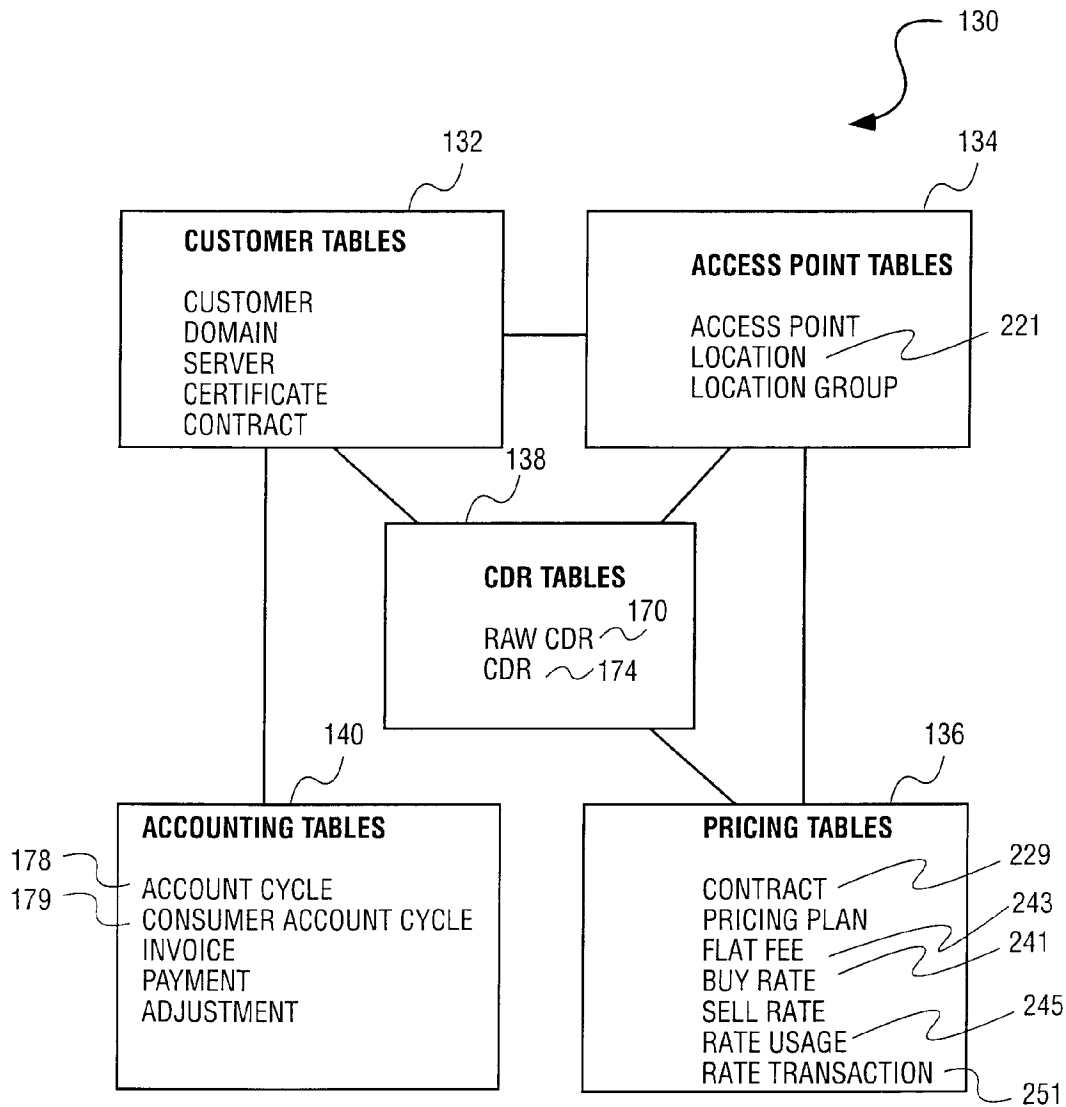 130
132
134
CUSTOMER TABLES
CUSTOMER
DOMAIN
SERVER
CERTIFICATE
CONTRACT
ACCESS POINT TABLES
ACCESS POINT
LOCATION 221
LOCATION GROUP
138
CDR TABLES
RAW CDR 170
CDR 174
140
136
ACCOUNTING TABLES
178 ACCOUNT CYCLE
179 CONSUMER ACCOUNT CYCLE
INVOICE
PAYMENT
ADJUSTMENT
PRICING TABLES
CONTRACT 229
PRICING PLAN
FLAT FEE 243
BUY RATE 241
SELL RATE
RATE USAGE 245
RATE TRANSACTION 251